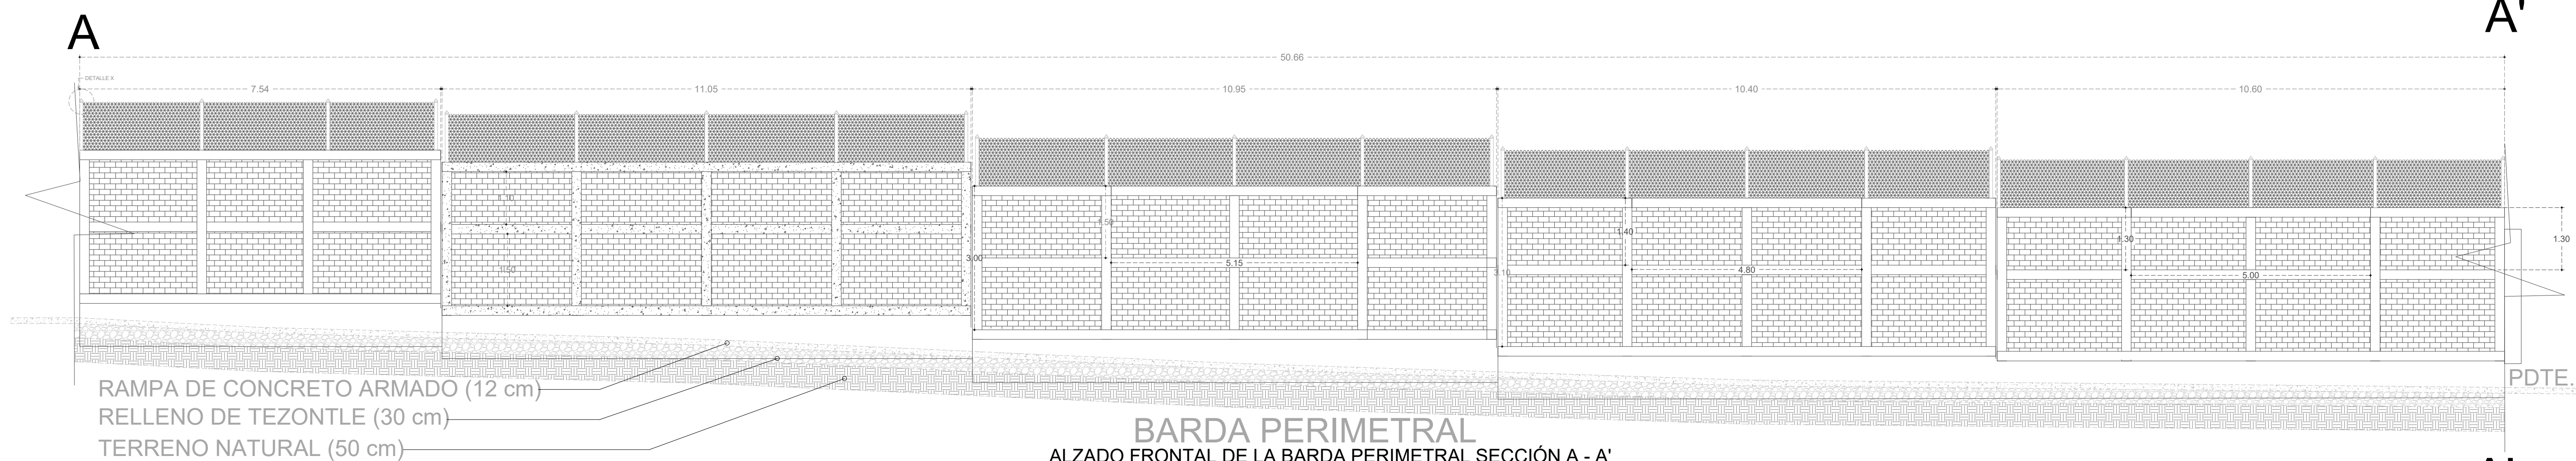 A
A'
50.66
DETALLE X
7.54
11.05
10.95
10.40
10.60
1.10
1.50
1.50
3.00
5.15
1.40
3.10
4.80
1.30
5.00
1.30
RAMPA DE CONCRETO ARMADO (12 cm)
RELLENO DE TEZONTLE (30 cm)
TERRENO NATURAL (50 cm)
PDTE.
BARDA PERIMETRAL
ALZADO FRONTAL DE LA BARDA PERIMETRAL SECCIÓN A - A'